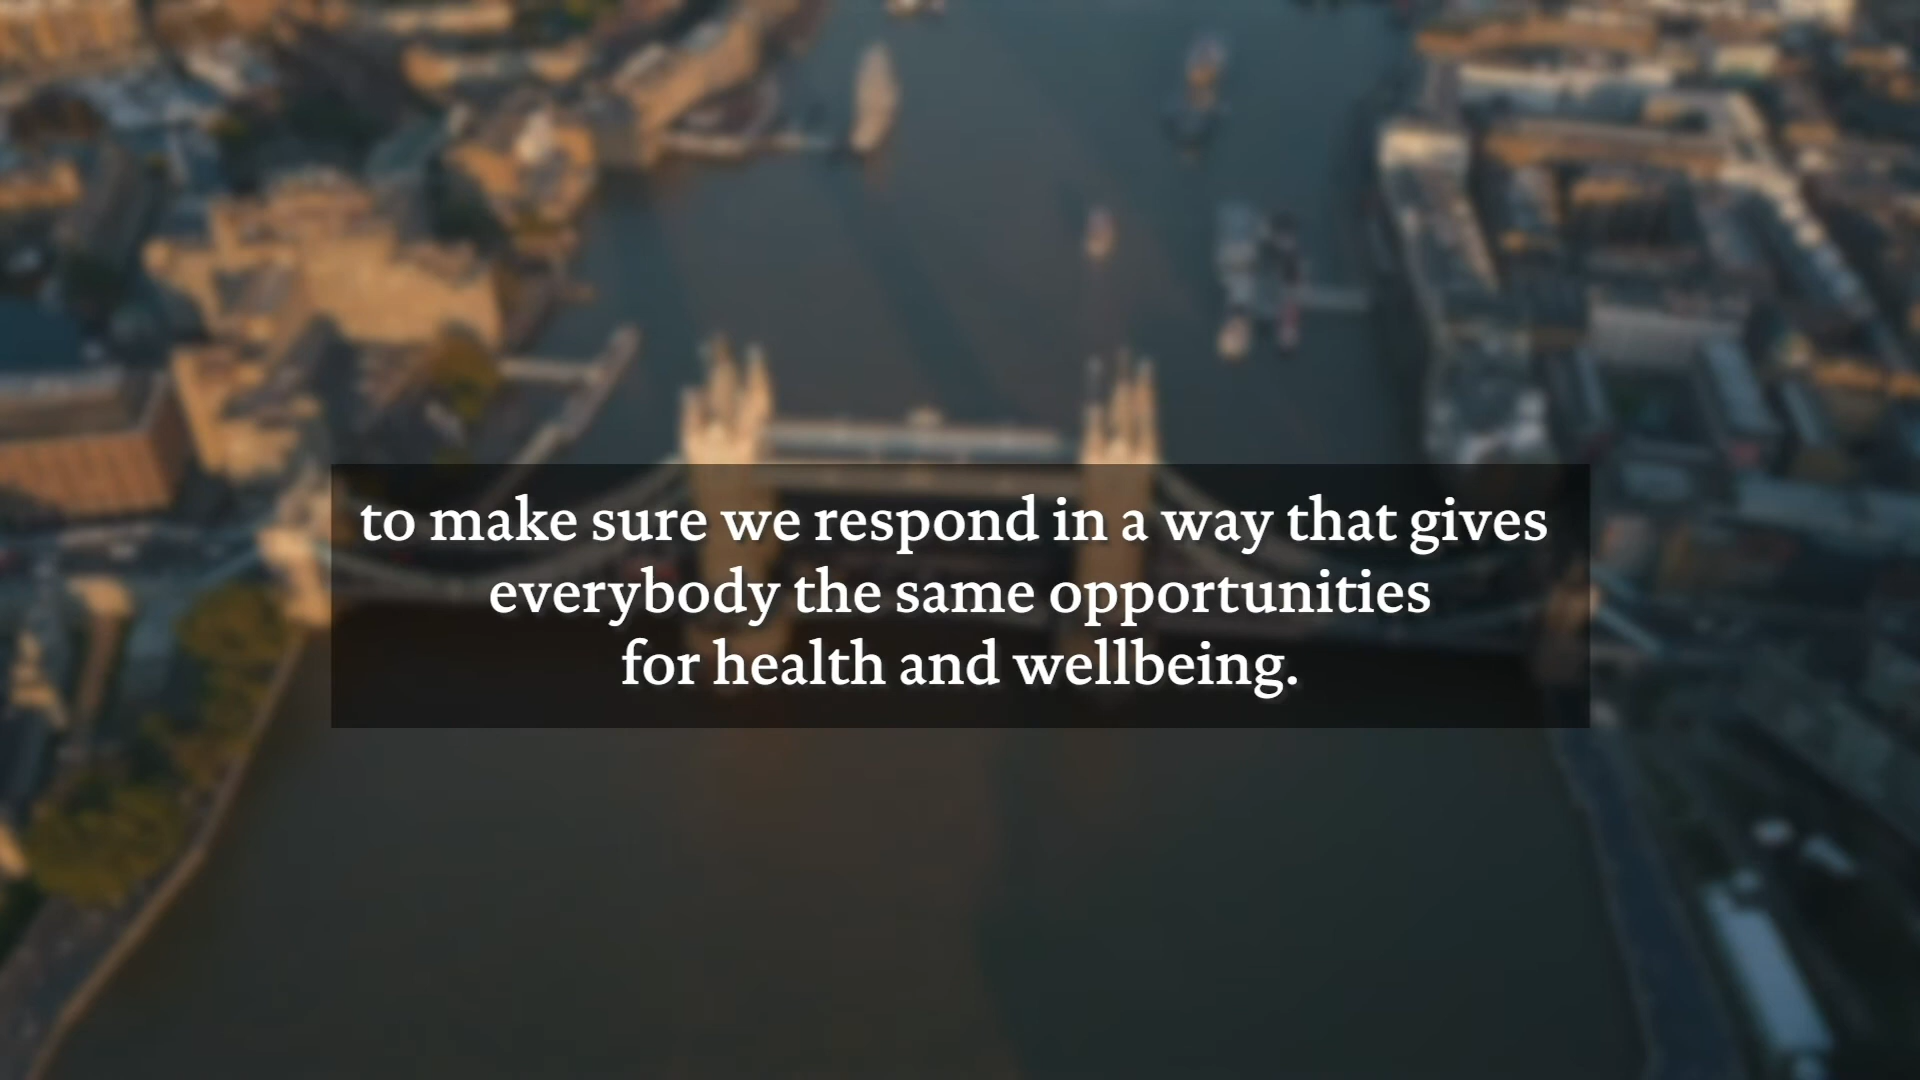 to make sure we respond in a way that gives
everybody the same opportunities
for health and wellbeing.